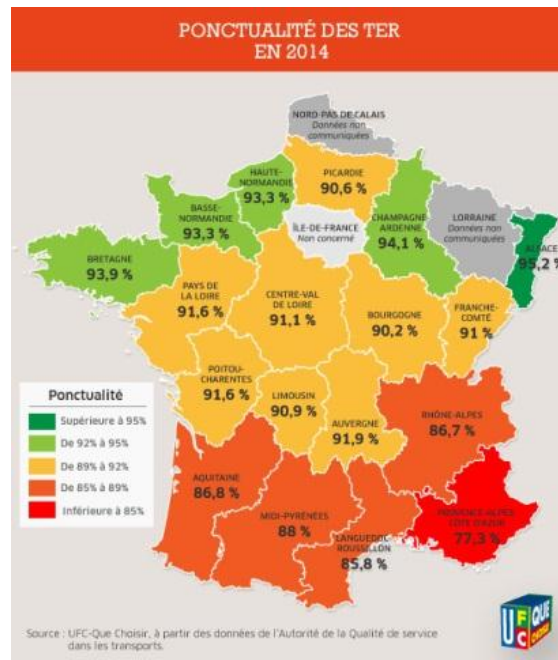 PONCTUALITÉ DES TER
EN 2014
NORD-PAS DE CALAIS
Données non
communiquées
HAUTE-
NORMANDIE
93,3 %
PICARDIE
90,6 %
BASSE-
NORMANDIE
93,3 %
ÎLE-DE-FRANCE
Non concerné
CHAMPAGNE
ARDENNE
94,1 %
LORRAINE
Données non
communiquées
ALSACE
95,2 %
BRETAGNE
93,9 %
PAYS DE
LA LOIRE
91,6 %
CENTRE-VAL
DE LOIRE
91,1 %
BOURGOGNE
90,2 %
FRANCHE-
COMTÉ
91 %
POITOU-
CHARENTES
91,6 %
LIMOUSIN
90,9 %
AUVERGNE
91,9 %
RHÔNE-ALPES
86,7 %
AQUITAINE
86,8 %
MIDI-PYRÉNÉES
88 %
LANGUEDOC-
ROUSSILLON
85,8 %
PROVENCE-ALPES
CÔTE D'AZUR
77,3 %
Ponctualité
Supérieure à 95%
De 92% à 95%
De 89% à 92%
De 85% à 89%
Inférieure à 85%
Source : UFC-Que Choisir, à partir des données de l'Autorité de la Qualité de service
dans les transports.
UFC QUE
CHOISIR